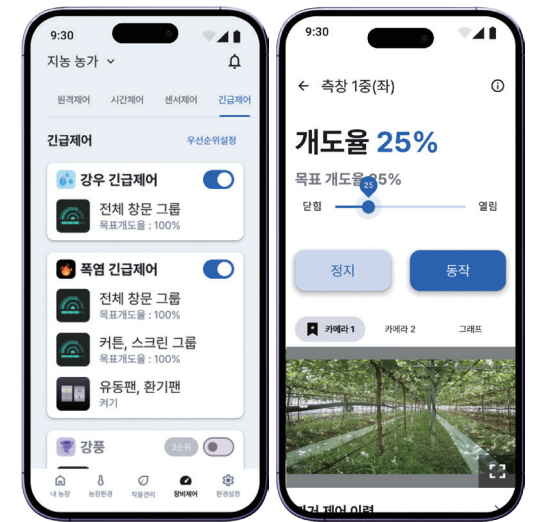 9:30
지농 농가
원격제어 시간제어 센서제어 긴급제어
긴급제어 우선순위설정
강우 긴급제어
전체 창문 그룹
목표개도율 : 100%
폭염 긴급제어
전체 창문 그룹
목표개도율 : 100%
커튼, 스크린 그룹
목표개도율 : 100%
유동팬, 환기팬
켜기
강풍 3순위
내 농장 농장환경 작물관리 장비제어 환경설정
9:30
측창 1중(좌)
개도율 25%
목표 개도율 25%
25
닫힘 열림
정지 동작
카메라 1 카메라 2 그래프
과거 제어 이력